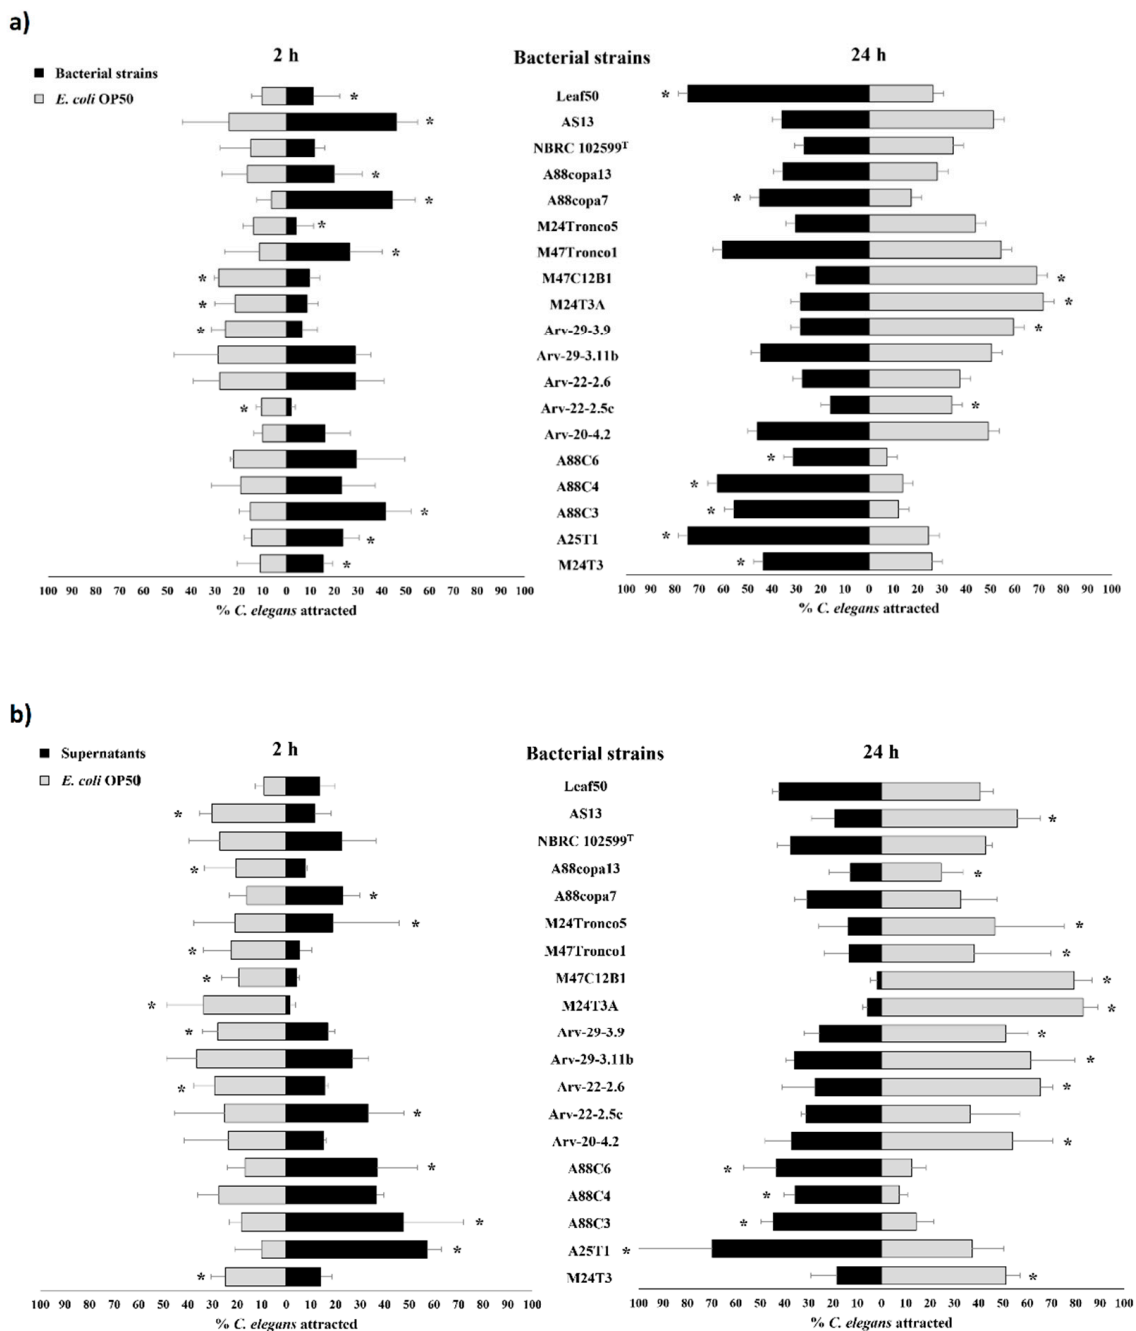 a)
2 h
Bacterial strains
24 h
Bacterial strains
E. coli OP50
Leaf50
*
*
AS13
*
NBRC 102599T
A88copa13
*
A88copa7
*
*
M24Tronco5
*
M47Tronco1
*
M47C12B1
*
*
M24T3A
*
*
Arv-29-3.9
*
*
Arv-29-3.11b
Arv-22-2.6
Arv-22-2.5c
*
*
Arv-20-4.2
A88C6
*
A88C4
*
A88C3
*
*
A25T1
*
*
M24T3
*
*
100 90 80 70 60 50 40 30 20 10 0 10 20 30 40 50 60 70 80 90 100
100 90 80 70 60 50 40 30 20 10 0 10 20 30 40 50 60 70 80 90 100
% C. elegans attracted
% C. elegans attracted
b)
2 h
Supernatants
Bacterial strains
24 h
E. coli OP50
Leaf50
*
AS13
*
NBRC 102599T
*
A88copa13
*
A88copa7
*
M24Tronco5
*
*
*
M47Tronco1
*
*
M47C12B1
*
*
M24T3A
*
*
Arv-29-3.9
*
Arv-29-3.11b
*
*
Arv-22-2.6
*
Arv-22-2.5c
*
Arv-20-4.2
*
A88C6
*
*
A88C4
*
A88C3
*
*
A25T1
*
*
*
M24T3
*
100 90 80 70 60 50 40 30 20 10 0 10 20 30 40 50 60 70 80 90 100
100 90 80 70 60 50 40 30 20 10 0 10 20 30 40 50 60 70 80 90 100
% C. elegans attracted
% C. elegans attracted